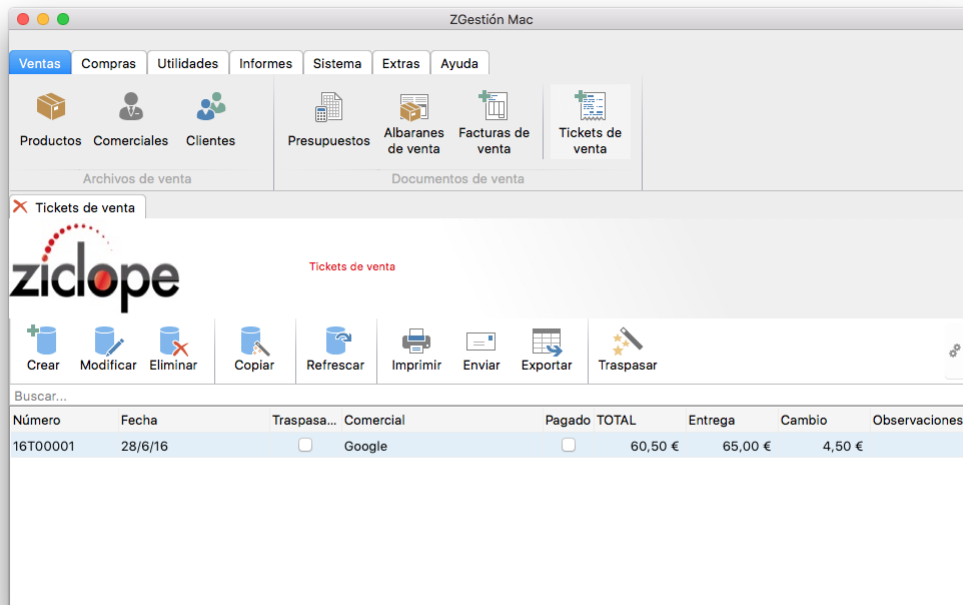 ZGestión Mac
Ventas Compras Utilidades Informes Sistema Extras Ayuda
Productos Comerciales Clientes Presupuestos Albaranes de venta Facturas de venta Tickets de venta
Archivos de venta Documentos de venta
Tickets de venta
ziclope
Tickets de venta
Crear Modificar Eliminar Copiar Refrescar Imprimir Enviar Exportar Traspasar
Buscar...
Número Fecha Traspasa... Comercial Pagado TOTAL Entrega Cambio Observaciones
16T00001 28/6/16 Google 60,50 € 65,00 € 4,50 €